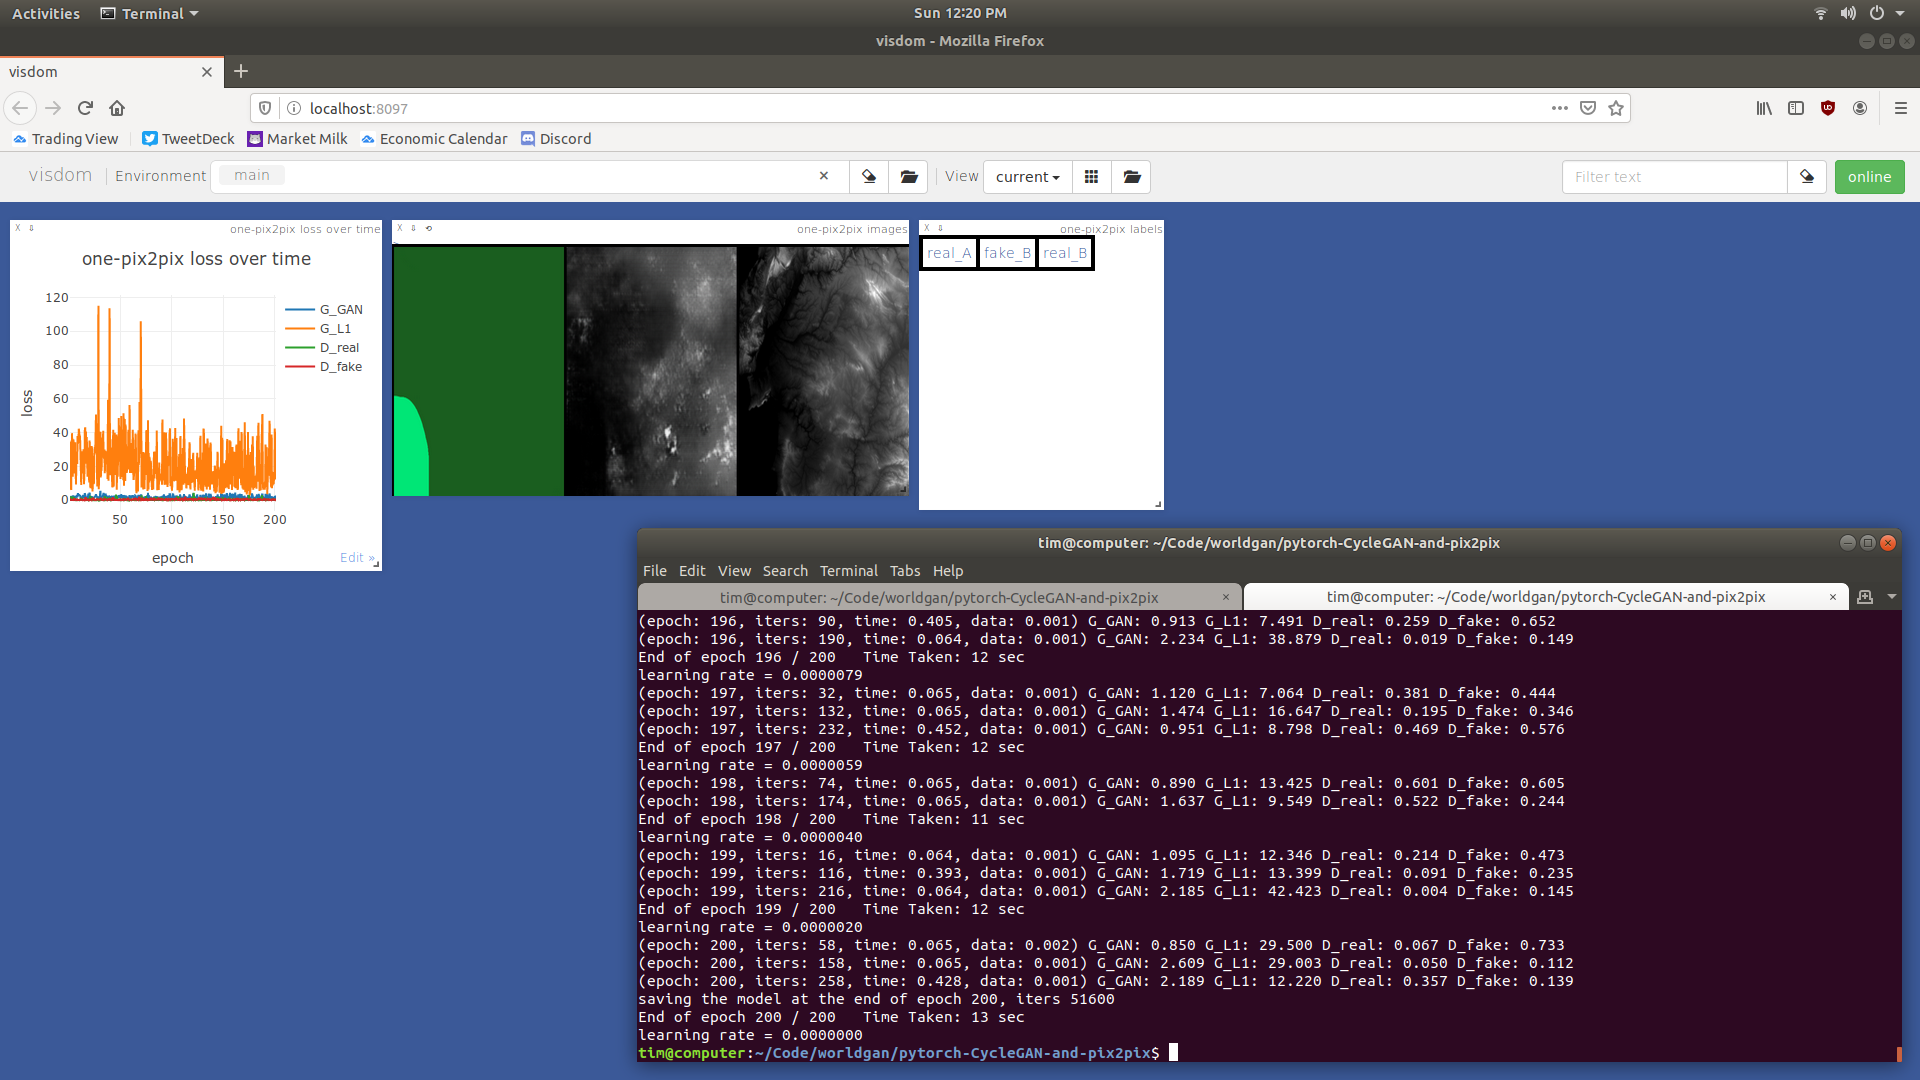 Activities Terminal Sun 12:20 PM
visdom - Mozilla Firefox
visdom
localhost:8097
Trading View TweetDeck Market Milk Economic Calendar Discord
visdom Environment main View current Filter text online
one-pix2pix loss over time
one-pix2pix loss over time
120
100
80
60
40
20
0
loss
50 100 150 200
epoch
G_GAN
G_L1
D_real
D_fake
Edit »
one-pix2pix images
one-pix2pix labels
real_A fake_B real_B
tim@computer: ~/Code/worldgan/pytorch-CycleGAN-and-pix2pix
File Edit View Search Terminal Tabs Help
tim@computer: ~/Code/worldgan/pytorch-CycleGAN-and-pix2pix tim@computer: ~/Code/worldgan/pytorch-CycleGAN-and-pix2pix
(epoch: 196, iters: 90, time: 0.405, data: 0.001) G_GAN: 0.913 G_L1: 7.491 D_real: 0.259 D_fake: 0.652
(epoch: 196, iters: 190, time: 0.064, data: 0.001) G_GAN: 2.234 G_L1: 38.879 D_real: 0.019 D_fake: 0.149
End of epoch 196 / 200 Time Taken: 12 sec
learning rate = 0.0000079
(epoch: 197, iters: 32, time: 0.065, data: 0.001) G_GAN: 1.120 G_L1: 7.064 D_real: 0.381 D_fake: 0.444
(epoch: 197, iters: 132, time: 0.065, data: 0.001) G_GAN: 1.474 G_L1: 16.647 D_real: 0.195 D_fake: 0.346
(epoch: 197, iters: 232, time: 0.452, data: 0.001) G_GAN: 0.951 G_L1: 8.798 D_real: 0.469 D_fake: 0.576
End of epoch 197 / 200 Time Taken: 12 sec
learning rate = 0.0000059
(epoch: 198, iters: 74, time: 0.065, data: 0.001) G_GAN: 0.890 G_L1: 13.425 D_real: 0.601 D_fake: 0.605
(epoch: 198, iters: 174, time: 0.065, data: 0.001) G_GAN: 1.637 G_L1: 9.549 D_real: 0.522 D_fake: 0.244
End of epoch 198 / 200 Time Taken: 11 sec
learning rate = 0.0000040
(epoch: 199, iters: 16, time: 0.064, data: 0.001) G_GAN: 1.095 G_L1: 12.346 D_real: 0.214 D_fake: 0.473
(epoch: 199, iters: 116, time: 0.393, data: 0.001) G_GAN: 1.719 G_L1: 13.399 D_real: 0.091 D_fake: 0.235
(epoch: 199, iters: 216, time: 0.064, data: 0.001) G_GAN: 2.185 G_L1: 42.423 D_real: 0.004 D_fake: 0.145
End of epoch 199 / 200 Time Taken: 12 sec
learning rate = 0.0000020
(epoch: 200, iters: 58, time: 0.065, data: 0.002) G_GAN: 0.850 G_L1: 29.500 D_real: 0.067 D_fake: 0.733
(epoch: 200, iters: 158, time: 0.065, data: 0.001) G_GAN: 2.609 G_L1: 29.003 D_real: 0.050 D_fake: 0.112
(epoch: 200, iters: 258, time: 0.428, data: 0.001) G_GAN: 2.189 G_L1: 12.220 D_real: 0.357 D_fake: 0.139
saving the model at the end of epoch 200, iters 51600
End of epoch 200 / 200 Time Taken: 13 sec
learning rate = 0.0000000
tim@computer:~/Code/worldgan/pytorch-CycleGAN-and-pix2pix$